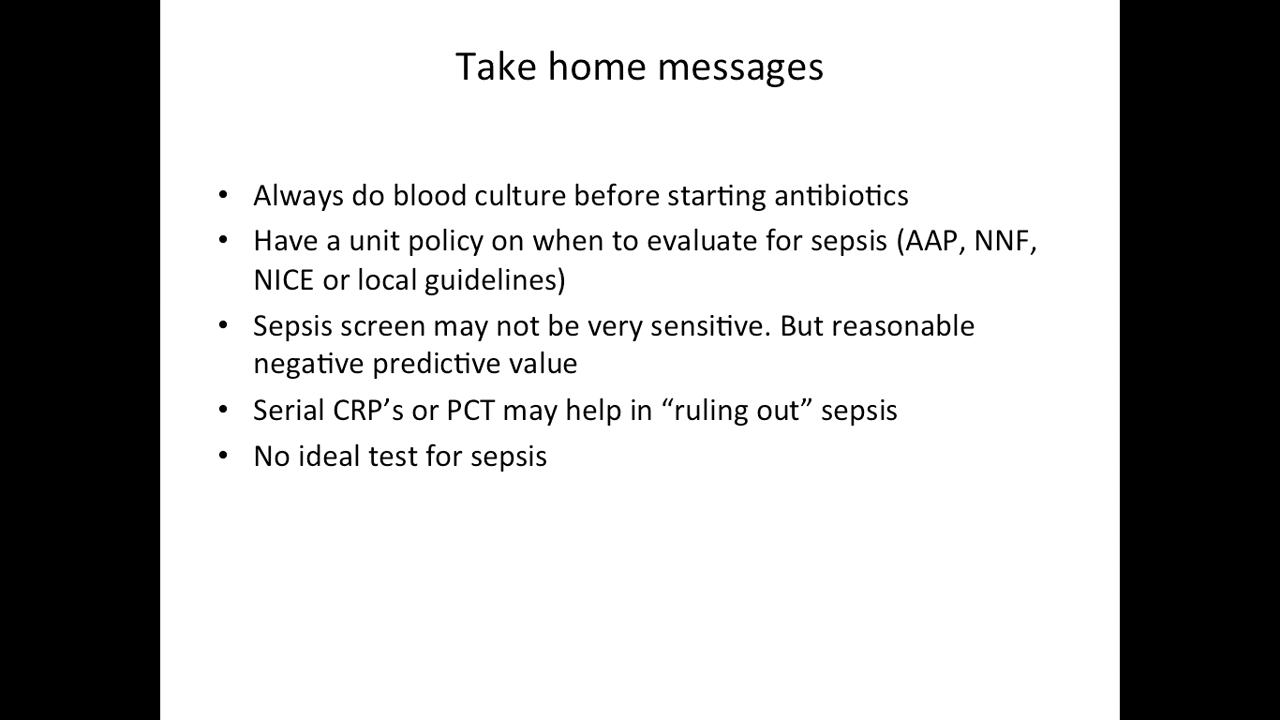 Take home messages
• Always do blood culture before starting antibiotics
• Have a unit policy on when to evaluate for sepsis (AAP, NNF,
NICE or local guidelines)
• Sepsis screen may not be very sensitive. But reasonable
negative predictive value
• Serial CRP’s or PCT may help in “ruling out” sepsis
• No ideal test for sepsis